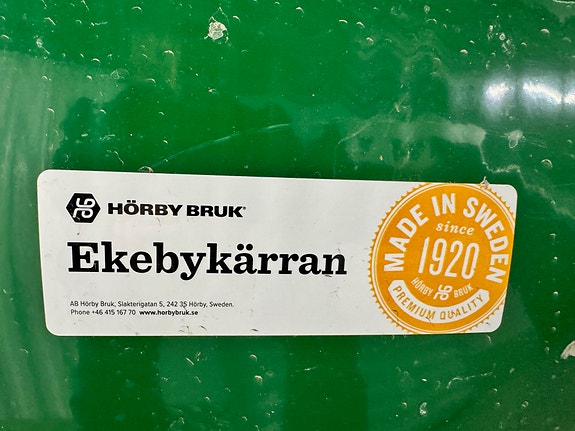 HÖRBY BRUK®
Ekebykärran
AB Hörby Bruk, Slakterigatan 5, 242 35 Hörby, Sweden.
Phone +46 415 167 70 www.horbybruk.se
MADE IN SWEDEN
since
1920
HÖRBY BRUK
PREMIUM QUALITY